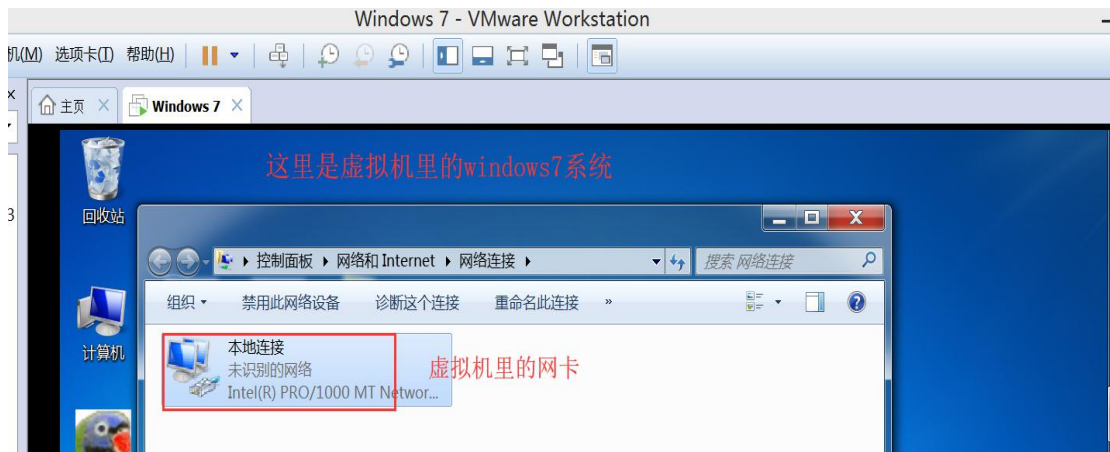 Windows 7 - VMware Workstation
机(M) 选项卡(T) 帮助(H)
主页
Windows 7
这里是虚拟机里的windows7系统
3
回收站
控制面板 网络和 Internet 网络连接
搜索 网络连接
组织 禁用此网络设备 诊断这个连接 重命名此连接 »
计算机
本地连接
未识别的网络
Intel(R) PRO/1000 MT Networ...
虚拟机里的网卡